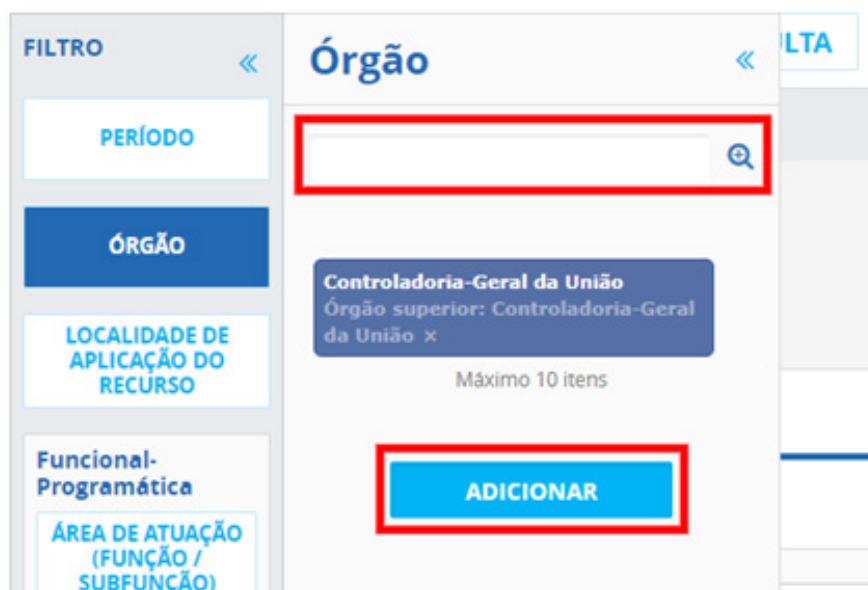 FILTRO
«
PERÍODO
ÓRGÃO
LOCALIDADE DE
APLICAÇÃO DO
RECURSO
Funcional-
Programática
ÁREA DE ATUAÇÃO
(FUNÇÃO /
SUBFUNÇÃO)
Órgão
«
Controladoria-Geral da União
Órgão superior: Controladoria-Geral
da União ×
Máximo 10 itens
ADICIONAR
LTA